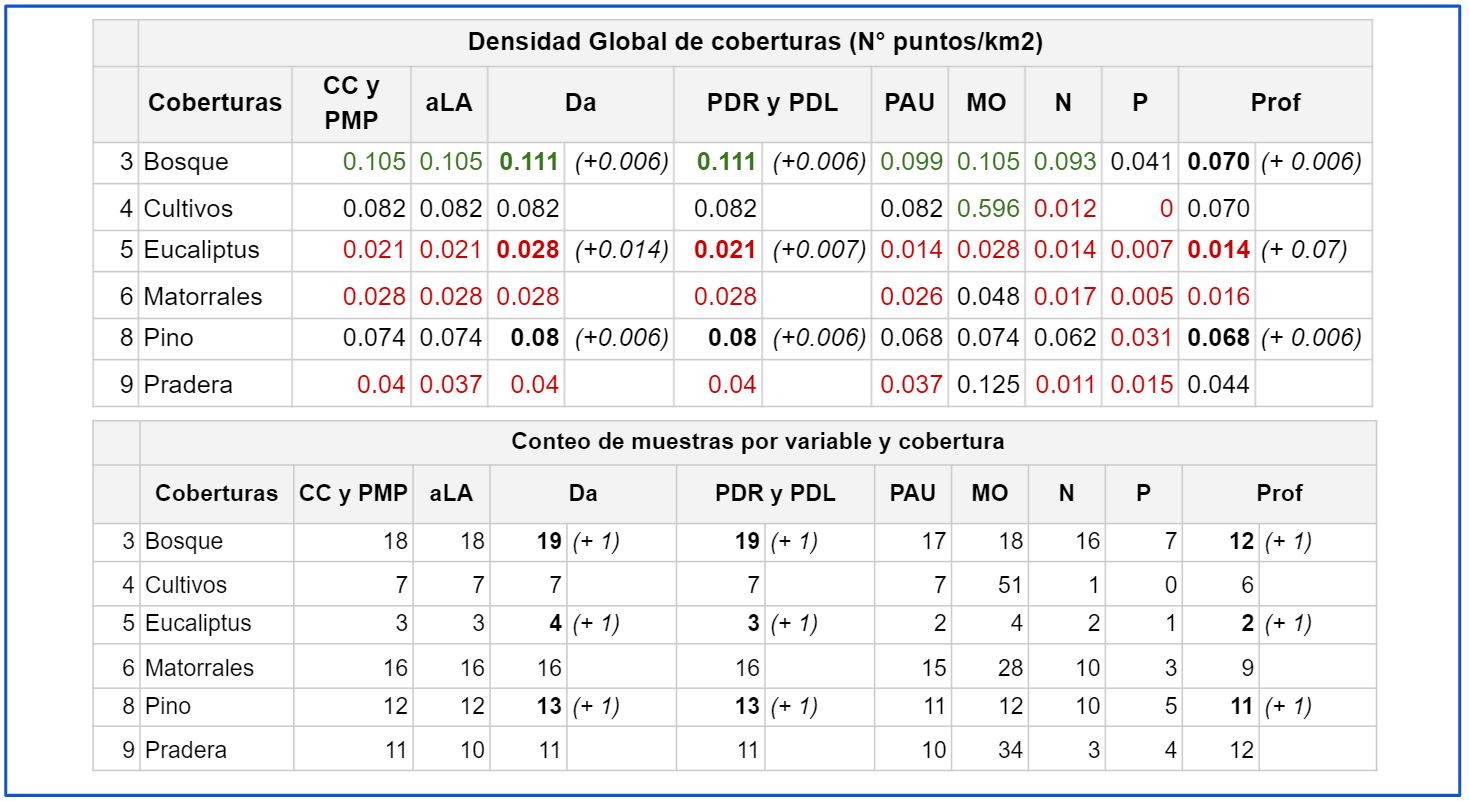 Densidad Global de coberturas (N° puntos/km2)
Coberturas CC y PMP aLA Da PDR y PDL PAU MO N P Prof
3 Bosque 0.105 0.105 0.111 (+0.006) 0.111 (+0.006) 0.099 0.105 0.093 0.041 0.070 (+ 0.006)
4 Cultivos 0.082 0.082 0.082 0.082 0.082 0.596 0.012 0 0.070
5 Eucaliptus 0.021 0.021 0.028 (+0.014) 0.021 (+0.007) 0.014 0.028 0.014 0.007 0.014 (+ 0.07)
6 Matorrales 0.028 0.028 0.028 0.028 0.026 0.048 0.017 0.005 0.016
8 Pino 0.074 0.074 0.08 (+0.006) 0.08 (+0.006) 0.068 0.074 0.062 0.031 0.068 (+ 0.006)
9 Pradera 0.04 0.037 0.04 0.04 0.037 0.125 0.011 0.015 0.044
Conteo de muestras por variable y cobertura
Coberturas CC y PMP aLA Da PDR y PDL PAU MO N P Prof
3 Bosque 18 18 19 (+ 1) 19 (+ 1) 17 18 16 7 12 (+ 1)
4 Cultivos 7 7 7 7 7 51 1 0 6
5 Eucaliptus 3 3 4 (+ 1) 3 (+ 1) 2 4 2 1 2 (+ 1)
6 Matorrales 16 16 16 16 15 28 10 3 9
8 Pino 12 12 13 (+ 1) 13 (+ 1) 11 12 10 5 11 (+ 1)
9 Pradera 11 10 11 11 10 34 3 4 12